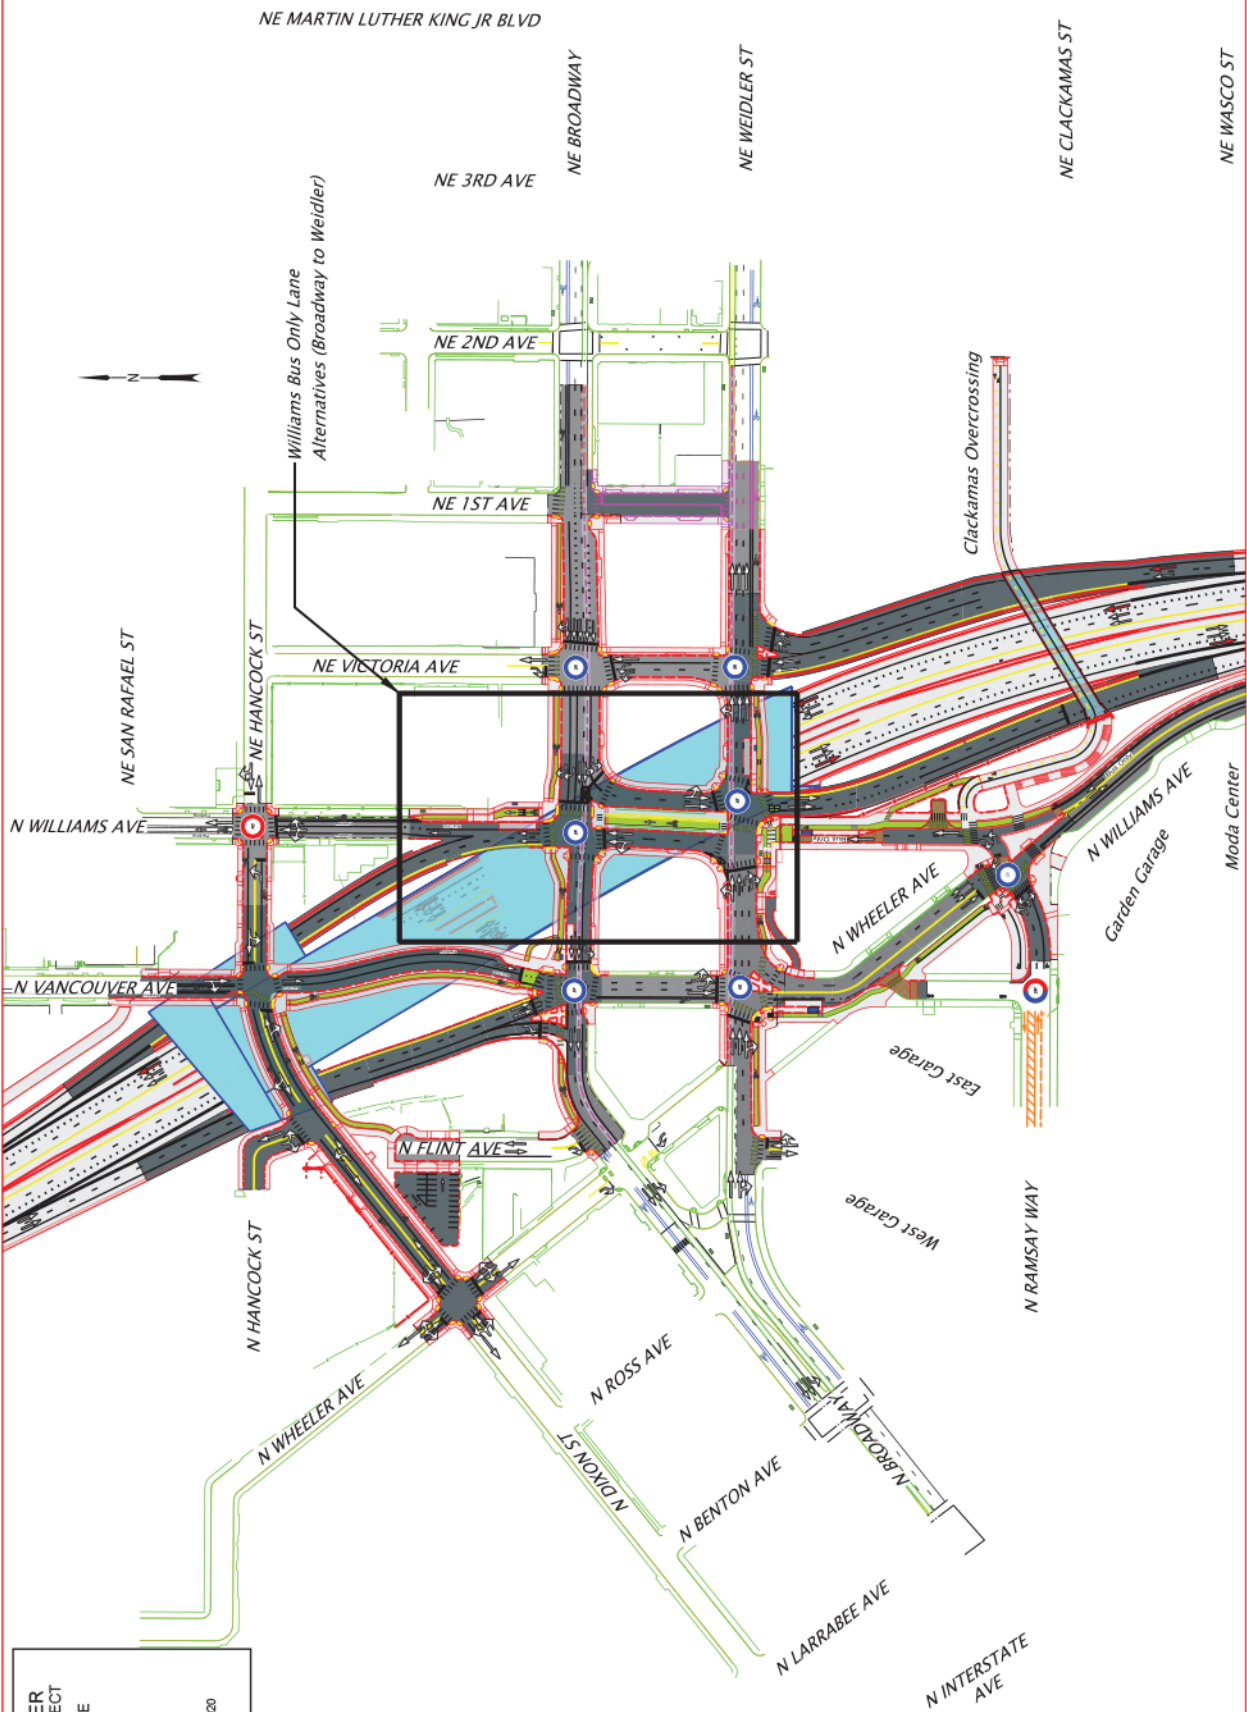 NE MARTIN LUTHER KING JR BLVD
NE BROADWAY
NE WEIDLER ST
NE CLACKAMAS ST
NE WASCO ST
NE 3RD AVE
Williams Bus Only Lane
Alternatives (Broadway to Weidler)
NE 2ND AVE
N
Clackamas Overcrossing
NE 1ST AVE
NE SAN RAFAEL ST
NE HANCOCK ST
NE VICTORIA AVE
N WILLIAMS AVE
N WILLIAMS AVE
Moda Center
Garden Garage
N WHEELER AVE
N VANCOUVER AVE
East Garage
N FLINT AVE
West Garage
N RAMSAY WAY
N HANCOCK ST
N ROSS AVE
N WHEELER AVE
N DIXON ST
N BROADWAY
N BENTON AVE
N LARRABEE AVE
N INTERSTATE
AVE
ER
ECT
E
20